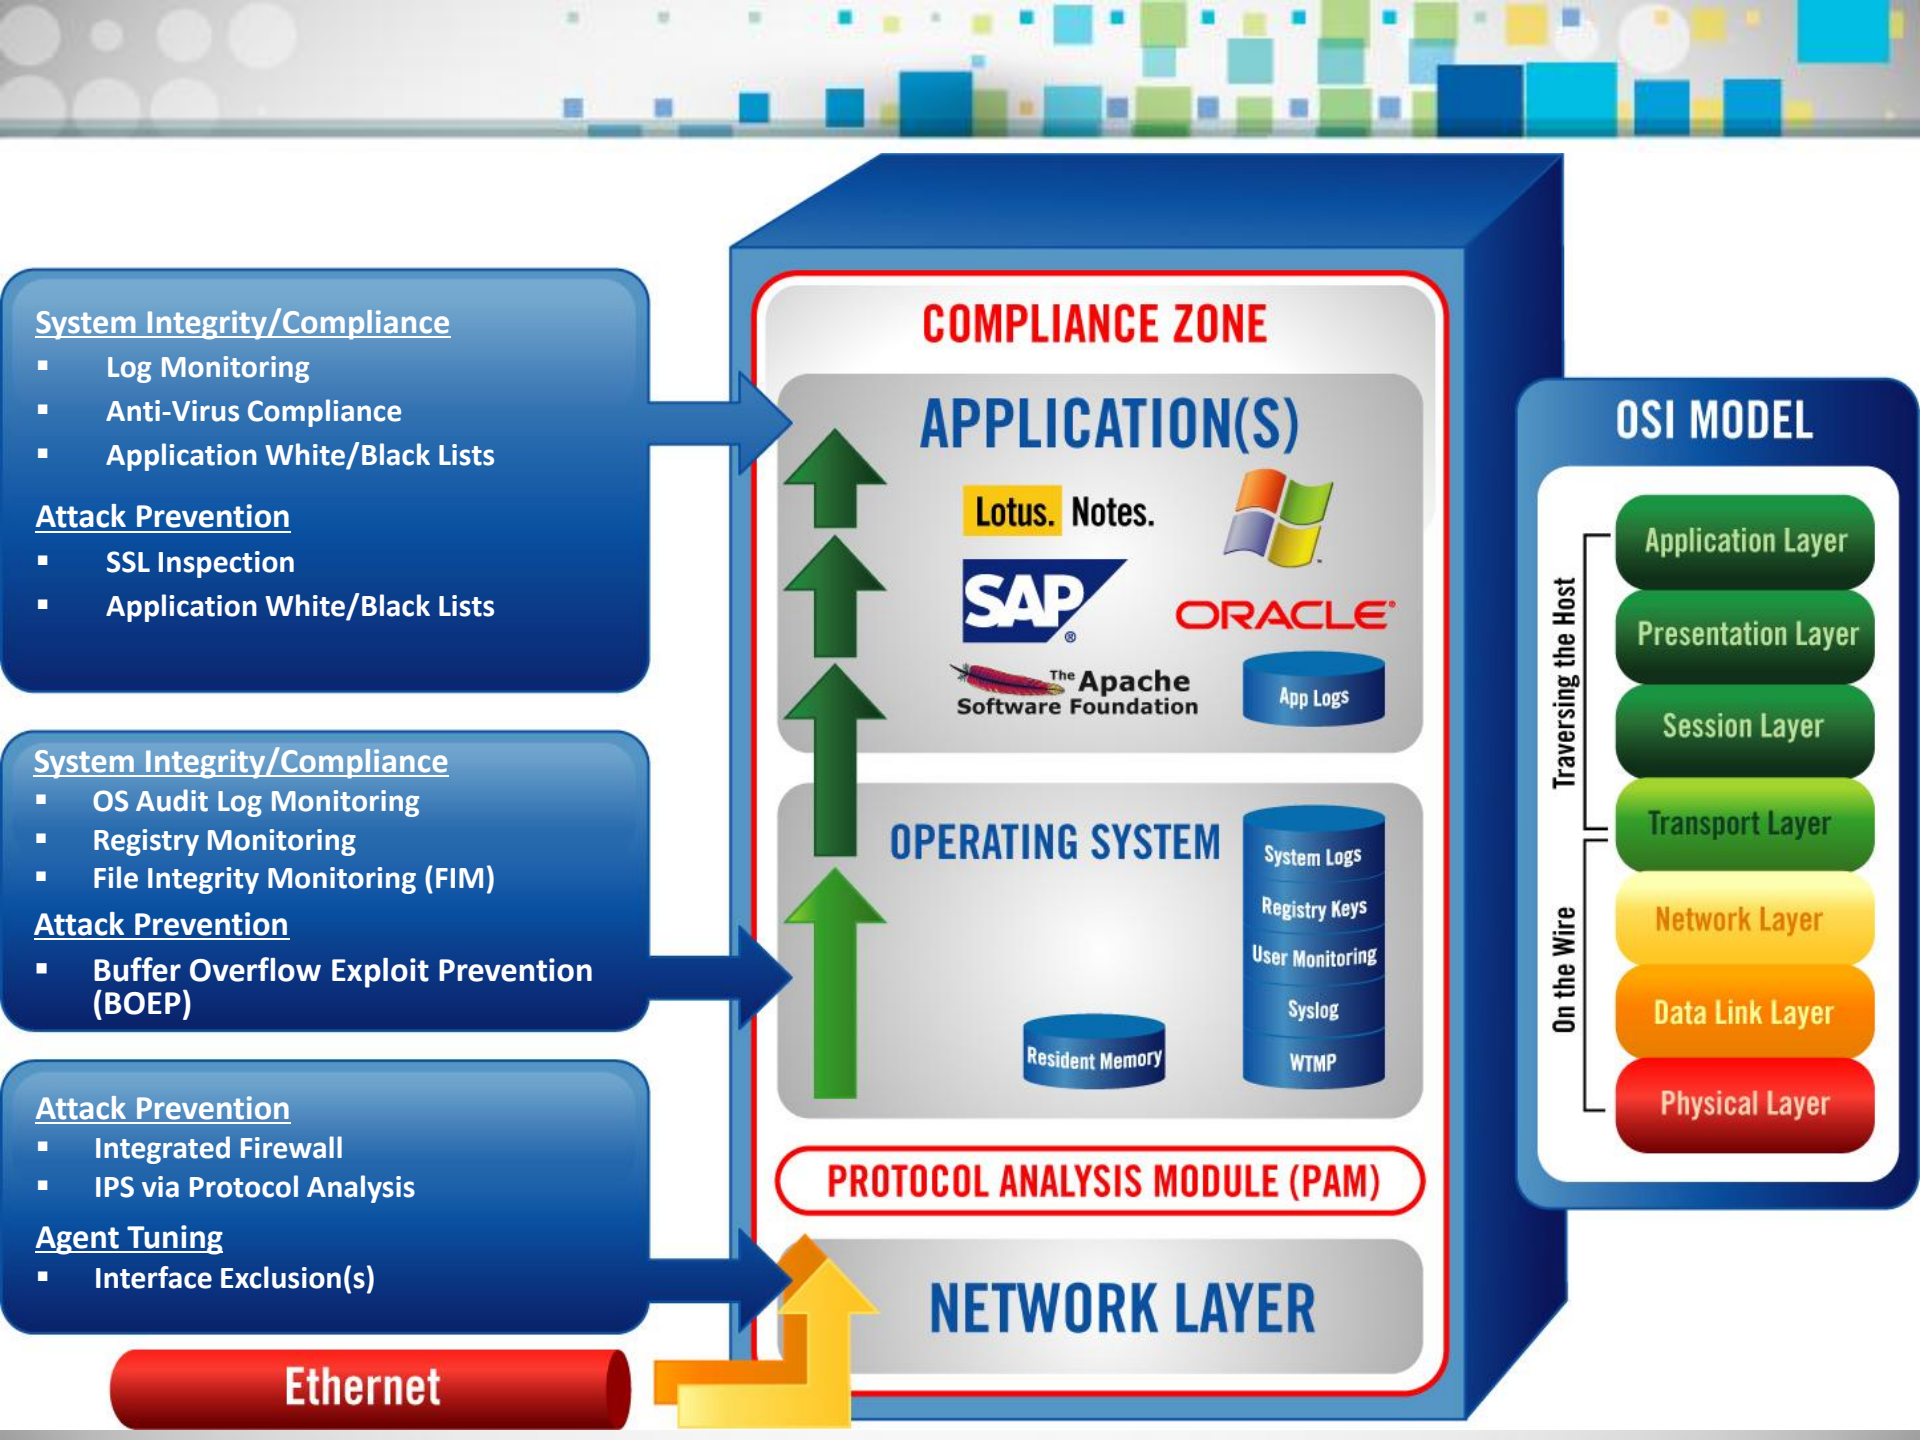 System Integrity/Compliance
▪ Log Monitoring
▪ Anti-Virus Compliance
▪ Application White/Black Lists
Attack Prevention
▪ SSL Inspection
▪ Application White/Black Lists
System Integrity/Compliance
▪ OS Audit Log Monitoring
▪ Registry Monitoring
▪ File Integrity Monitoring (FIM)
Attack Prevention
▪ Buffer Overflow Exploit Prevention
(BOEP)
Attack Prevention
▪ Integrated Firewall
▪ IPS via Protocol Analysis
Agent Tuning
▪ Interface Exclusion(s)
Ethernet
COMPLIANCE ZONE
APPLICATION(S)
Lotus. Notes.
SAP®
ORACLE®
The Apache
Software Foundation
App Logs
OPERATING SYSTEM
System Logs
Registry Keys
User Monitoring
Syslog
WTMP
Resident Memory
PROTOCOL ANALYSIS MODULE (PAM)
NETWORK LAYER
OSI MODEL
Traversing the Host
On the Wire
Application Layer
Presentation Layer
Session Layer
Transport Layer
Network Layer
Data Link Layer
Physical Layer